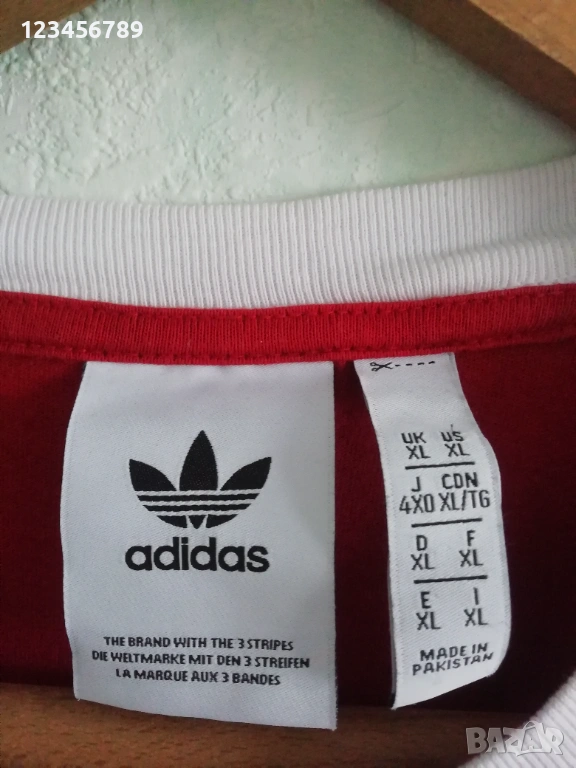 123456789
adidas
THE BRAND WITH THE 3 STRIPES
DIE WELTMARKE MIT DEN 3 STREIFEN
LA MARQUE AUX 3 BANDES
UK US
XL XL
J CDN
4XO XL/TG
D F
XL XL
E I
XL XL
MADE IN
PAKISTAN
BAZAR